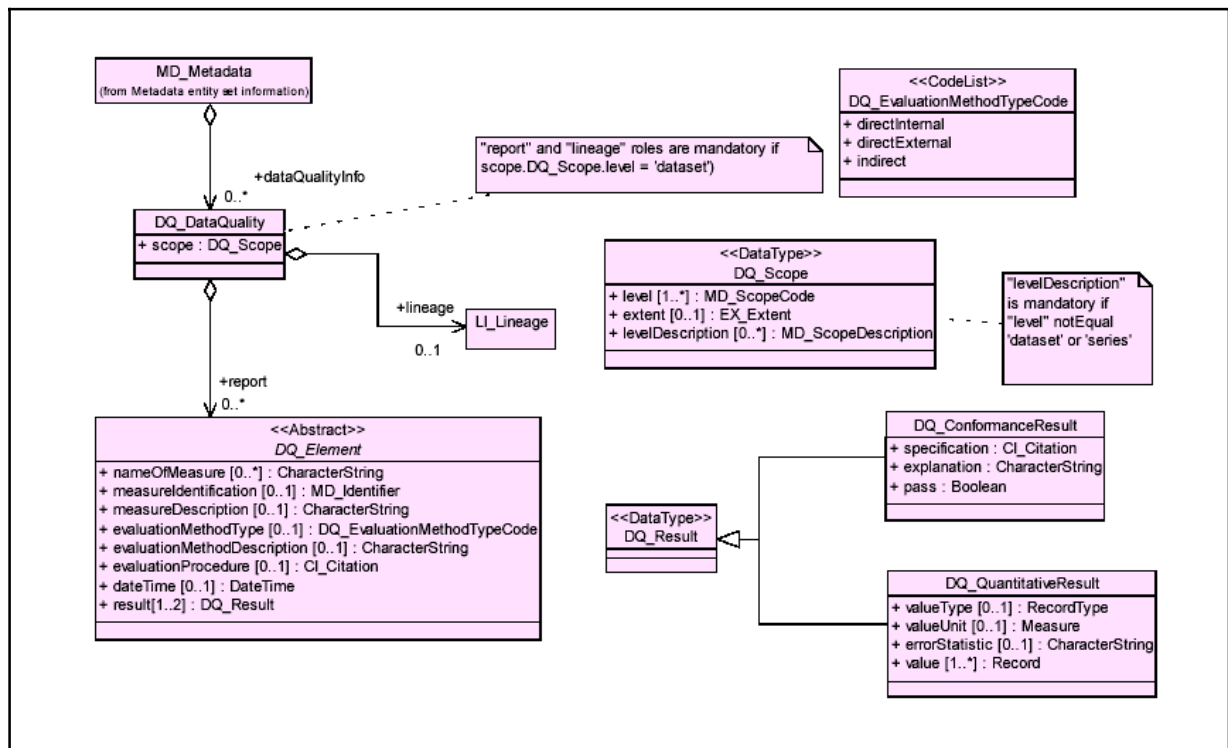 MD_Metadata
(from Metadata entity set information)
<<CodeList>>
DQ_EvaluationMethodTypeCode
+ directInternal
+ directExternal
+ indirect
"report" and "lineage" roles are mandatory if
scope.DQ_Scope.level = 'dataset')
+dataQualityInfo
0..*
DQ_DataQuality
+ scope : DQ_Scope
<<DataType>>
DQ_Scope
+ level [1..*] : MD_ScopeCode
+ extent [0..1] : EX_Extent
+ levelDescription [0..*] : MD_ScopeDescription
"levelDescription"
is mandatory if
"level" notEqual
'dataset' or 'series'
+lineage
LI_Lineage
0..1
+report
0..*
<<Abstract>>
DQ_Element
+ nameOfMeasure [0..*] : CharacterString
+ measureIdentification [0..1] : MD_Identifier
+ measureDescription [0..1] : CharacterString
+ evaluationMethodType [0..1] : DQ_EvaluationMethodTypeCode
+ evaluationMethodDescription [0..1] : CharacterString
+ evaluationProcedure [0..1] : CI_Citation
+ dateTime [0..1] : DateTime
+ result[1..2] : DQ_Result
DQ_ConformanceResult
+ specification : CI_Citation
+ explanation : CharacterString
+ pass : Boolean
<<DataType>>
DQ_Result
DQ_QuantitativeResult
+ valueType [0..1] : RecordType
+ valueUnit [0..1] : Measure
+ errorStatistic [0..1] : CharacterString
+ value [1..*] : Record